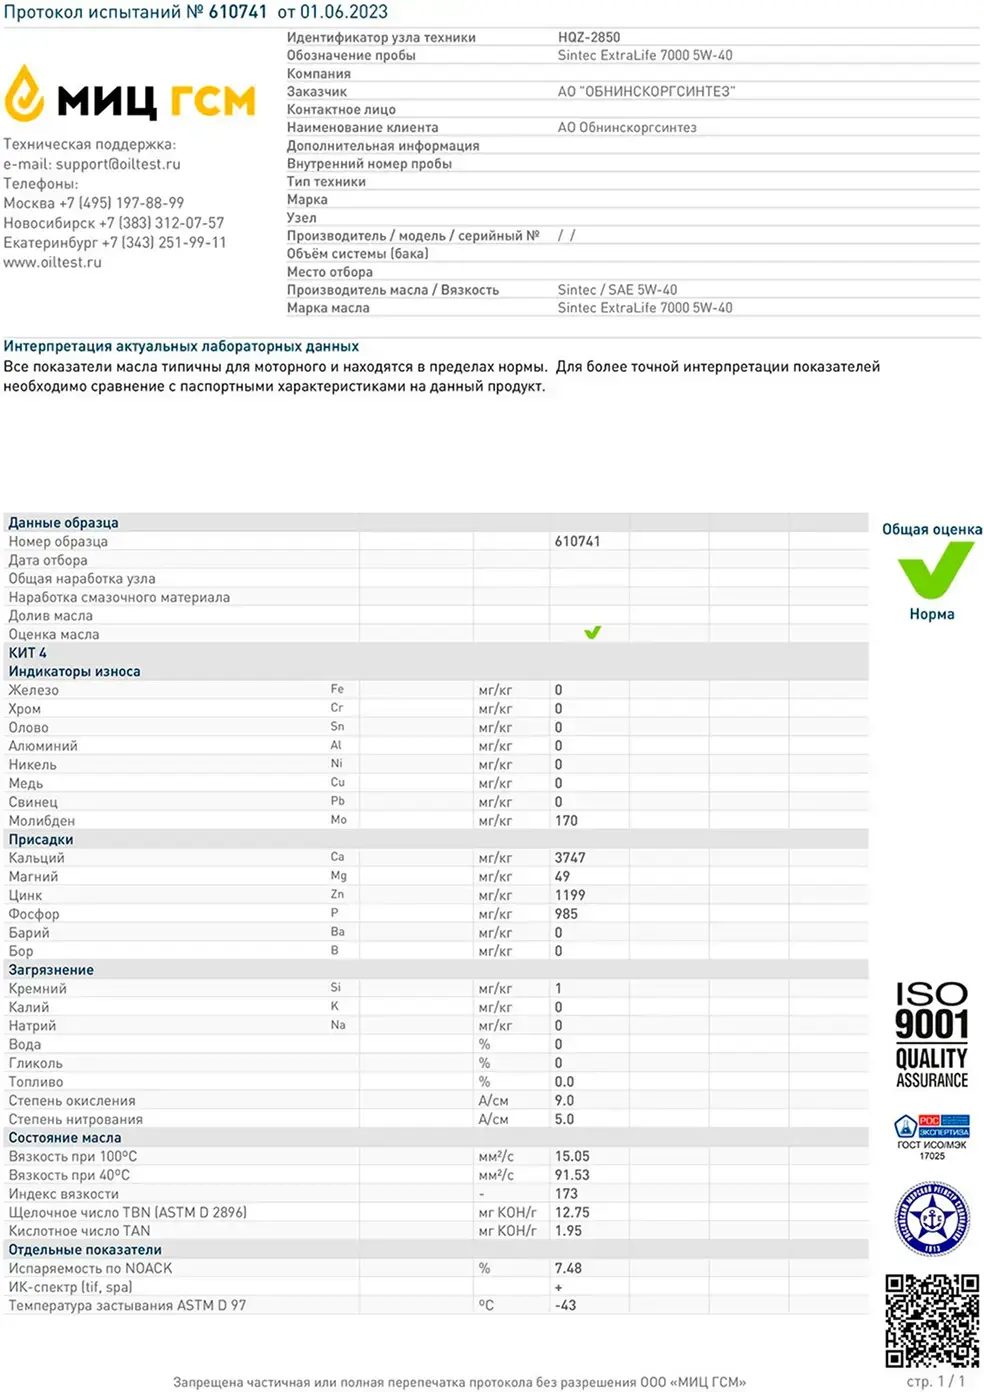 Протокол испытаний № 610741 от 01.06.2023
МИЦ ГСМ
Техническая поддержка:
e-mail: support@oiltest.ru
Телефоны:
Москва +7 (495) 197-88-99
Новосибирск +7 (383) 312-07-57
Екатеринбург +7 (343) 251-99-11
www.oiltest.ru
Идентификатор узла техники HQZ-2850
Обозначение пробы Sintec ExtraLife 7000 5W-40
Компания
Заказчик АО "ОБНИНСКОРГСИНТЕЗ"
Контактное лицо
Наименование клиента АО Обнинскоргсинтез
Дополнительная информация
Внутренний номер пробы
Тип техники
Марка
Узел
Производитель / модель / серийный № / /
Объём системы (бака)
Место отбора
Производитель масла / Вязкость Sintec / SAE 5W-40
Марка масла Sintec ExtraLife 7000 5W-40
Интерпретация актуальных лабораторных данных
Все показатели масла типичны для моторного и находятся в пределах нормы. Для более точной интерпретации показателей
необходимо сравнение с паспортными характеристиками на данный продукт.
Данные образца
Номер образца 610741
Дата отбора
Общая наработка узла
Наработка смазочного материала
Долив масла
Оценка масла
КИТ 4
Индикаторы износа
Железо Fe мг/кг 0
Хром Cr мг/кг 0
Олово Sn мг/кг 0
Алюминий Al мг/кг 0
Никель Ni мг/кг 0
Медь Cu мг/кг 0
Свинец Pb мг/кг 0
Молибден Mo мг/кг 170
Присадки
Кальций Ca мг/кг 3747
Магний Mg мг/кг 49
Цинк Zn мг/кг 1199
Фосфор P мг/кг 985
Барий Ba мг/кг 0
Бор B мг/кг 0
Загрязнение
Кремний Si мг/кг 1
Калий K мг/кг 0
Натрий Na мг/кг 0
Вода % 0
Гликоль % 0
Топливо % 0.0
Степень окисления А/см 9.0
Степень нитрования А/см 5.0
Состояние масла
Вязкость при 100ºC мм²/с 15.05
Вязкость при 40ºC мм²/с 91.53
Индекс вязкости - 173
Щелочное число TBN (ASTM D 2896) мг KOH/г 12.75
Кислотное число TAN мг KOH/г 1.95
Отдельные показатели
Испаряемость по NOACK % 7.48
ИК-спектр (tif, spa) +
Температура застывания ASTM D 97 ºC -43
Общая оценка
Норма
ISO
9001
QUALITY
ASSURANCE
РОС
ЭКСПЕРТИЗА
ГОСТ ИСО/МЭК
17025
1913
Запрещена частичная или полная перепечатка протокола без разрешения ООО «МИЦ ГСМ»
стр. 1 / 1